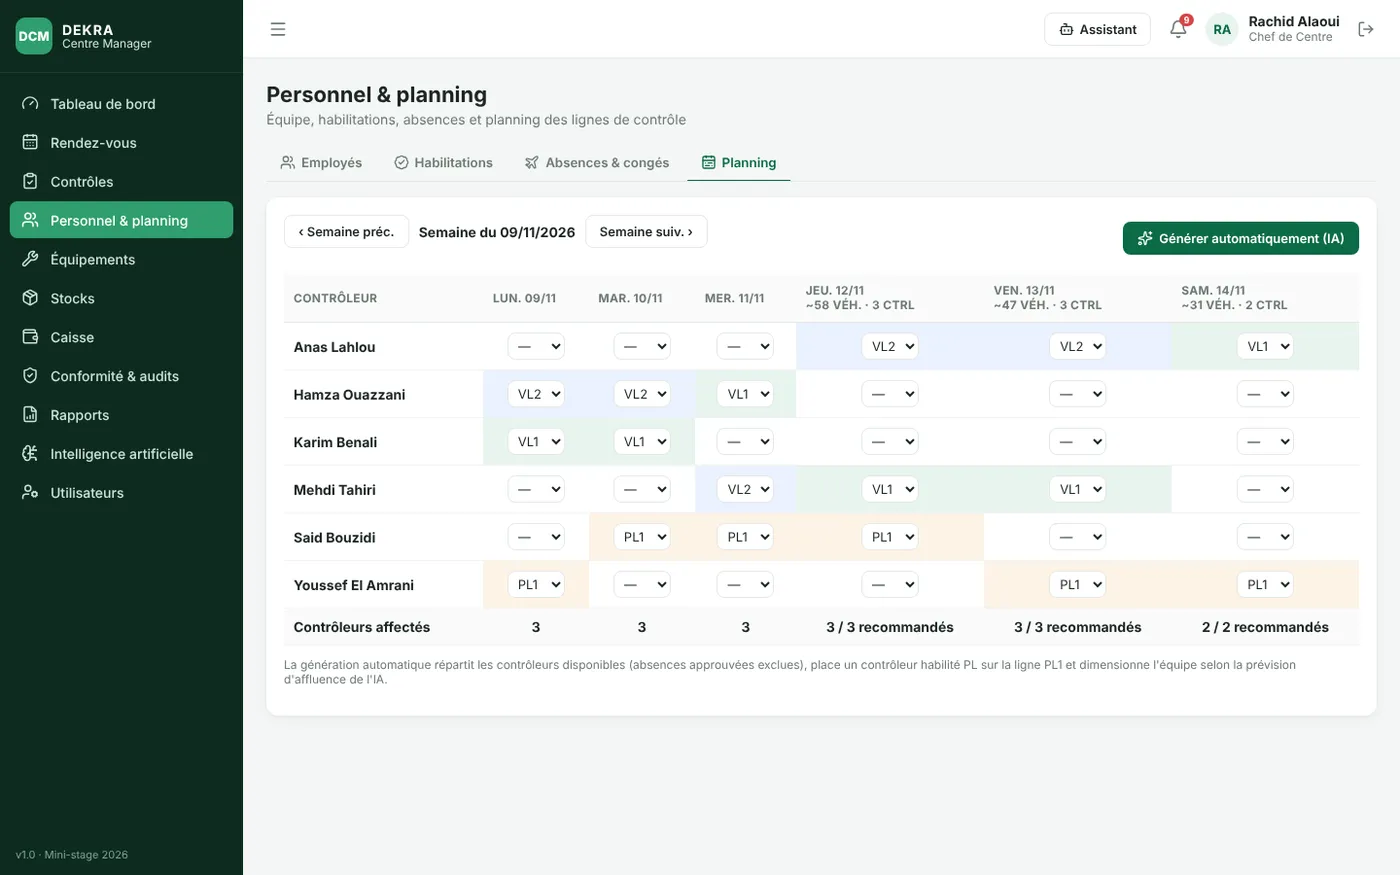 DCM
DEKRA
Centre Manager
Tableau de bord
Rendez-vous
Contrôles
Personnel & planning
Équipements
Stocks
Caisse
Conformité & audits
Rapports
Intelligence artificielle
Utilisateurs
v1.0 · Mini-stage 2026
Assistant
9
RA
Rachid Alaoui
Chef de Centre
Personnel & planning
Équipe, habilitations, absences et planning des lignes de contrôle
Employés
Habilitations
Absences & congés
Planning
‹ Semaine préc.
Semaine du 09/11/2026
Semaine suiv. ›
Générer automatiquement (IA)
CONTRÔLEUR LUN. 09/11 MAR. 10/11 MER. 11/11 JEU. 12/11 VEN. 13/11 SAM. 14/11
~58 VÉH. · 3 CTRL ~47 VÉH. · 3 CTRL ~31 VÉH. · 2 CTRL
Anas Lahlou — — — VL2 VL2 VL1
Hamza Ouazzani VL2 VL2 VL1 — — —
Karim Benali VL1 VL1 — — — —
Mehdi Tahiri — — VL2 VL1 VL1 —
Said Bouzidi — PL1 PL1 PL1 — —
Youssef El Amrani PL1 — — — PL1 PL1
Contrôleurs affectés 3 3 3 3 / 3 recommandés 3 / 3 recommandés 2 / 2 recommandés
La génération automatique répartit les contrôleurs disponibles (absences approuvées exclues), place un contrôleur habilité PL sur la ligne PL1 et dimensionne l'équipe selon la prévision
d'affluence de l'IA.